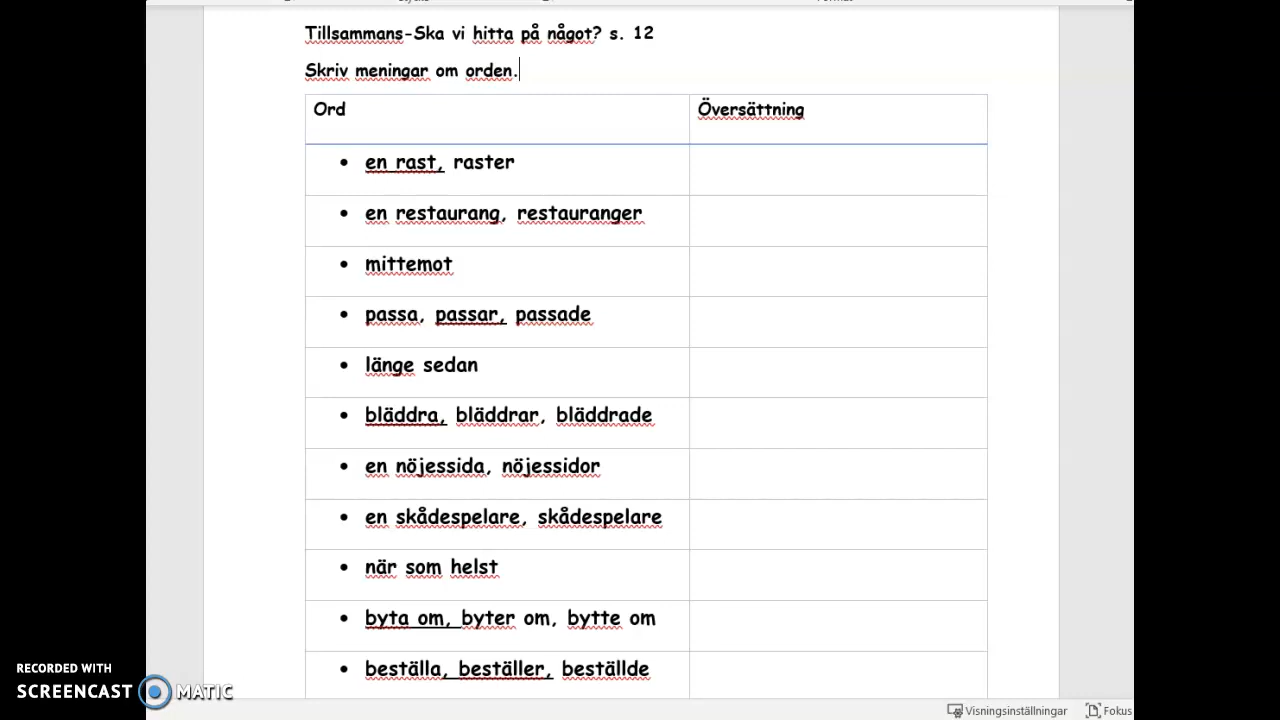 Tillsammans-Ska vi hitta på något? s. 12
Skriv meningar om orden.
Ord Översättning
• en rast, raster
• en restaurang, restauranger
• mittemot
• passa, passar, passade
• länge sedan
• bläddra, bläddrar, bläddrade
• en nöjessida, nöjessidor
• en skådespelare, skådespelare
• när som helst
• byta om, byter om, bytte om
• beställa, beställer, beställde
RECORDED WITH
SCREENCAST MATIC
Visningsinställningar Fokus